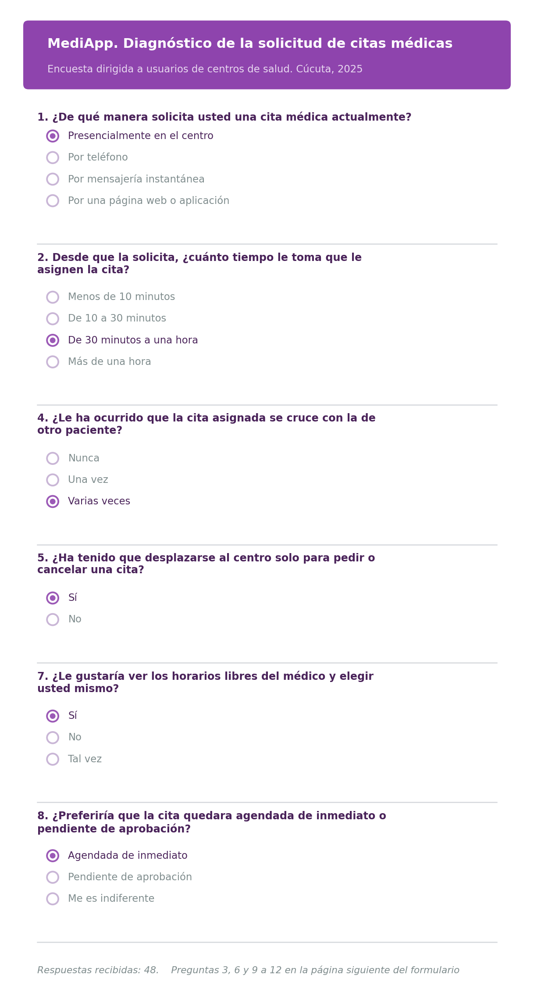 MediApp. Diagnóstico de la solicitud de citas médicas
Encuesta dirigida a usuarios de centros de salud. Cúcuta, 2025
1. ¿De qué manera solicita usted una cita médica actualmente?
Presencialmente en el centro
Por teléfono
Por mensajería instantánea
Por una página web o aplicación
2. Desde que la solicita, ¿cuánto tiempo le toma que le
asignen la cita?
Menos de 10 minutos
De 10 a 30 minutos
De 30 minutos a una hora
Más de una hora
4. ¿Le ha ocurrido que la cita asignada se cruce con la de
otro paciente?
Nunca
Una vez
Varias veces
5. ¿Ha tenido que desplazarse al centro solo para pedir o
cancelar una cita?
Sí
No
7. ¿Le gustaría ver los horarios libres del médico y elegir
usted mismo?
Sí
No
Tal vez
8. ¿Preferiría que la cita quedara agendada de inmediato o
pendiente de aprobación?
Agendada de inmediato
Pendiente de aprobación
Me es indiferente
Respuestas recibidas: 48. Preguntas 3, 6 y 9 a 12 en la página siguiente del formulario